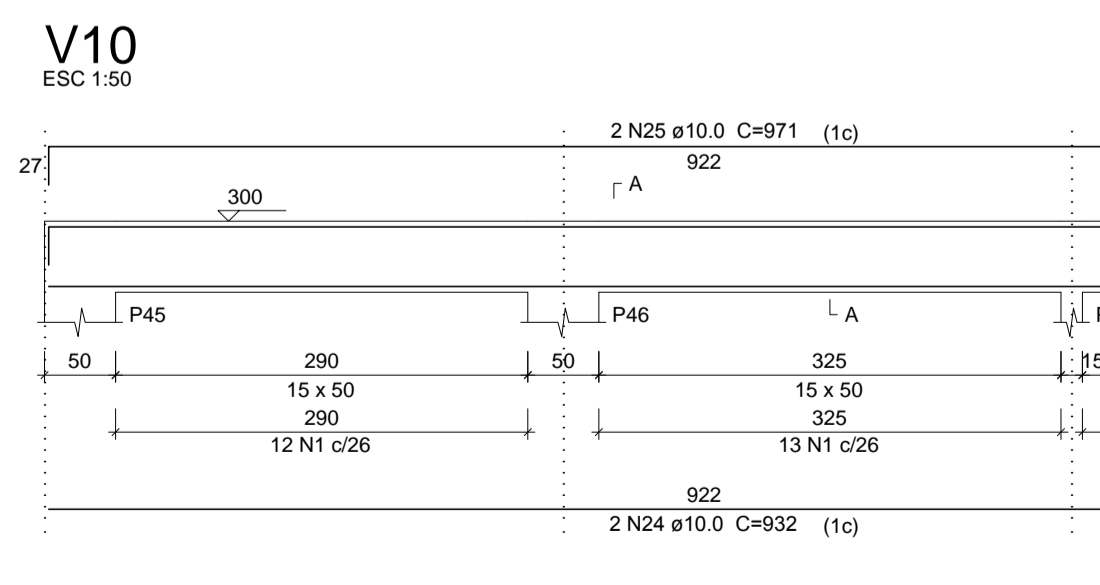 V10
ESC 1:50
2 N25 ø10.0 C=971 (1c)
27
922
A
300
P45
P46
A
50
290
50
325
15
15 x 50
15 x 50
290
325
12 N1 c/26
13 N1 c/26
922
2 N24 ø10.0 C=932 (1c)